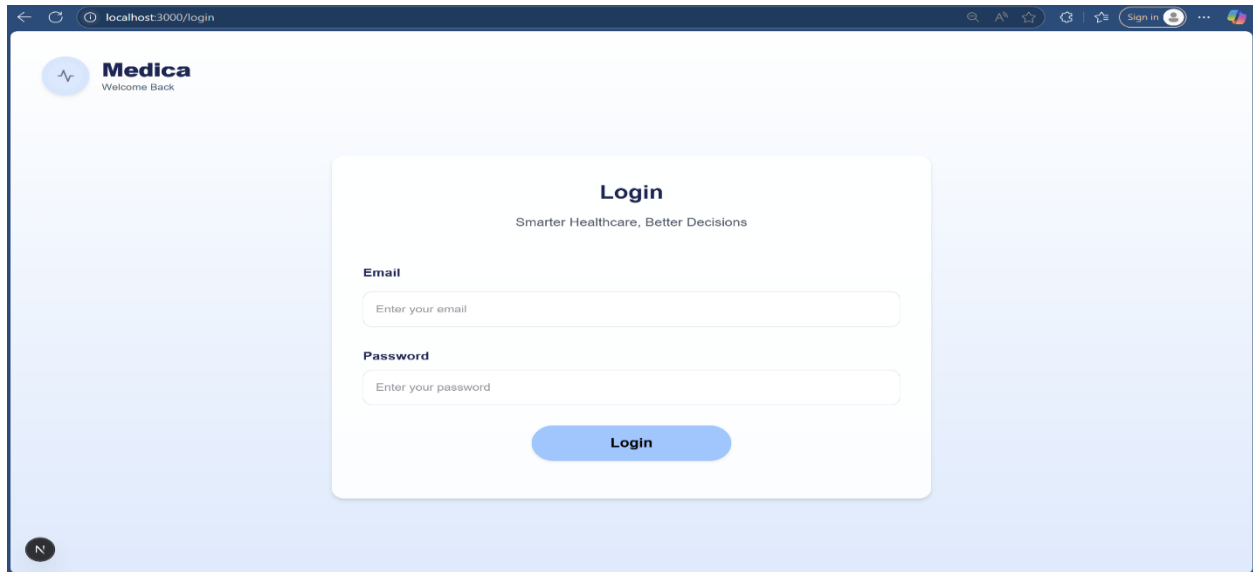 localhost:3000/login
Sign in
Medica
Welcome Back
Login
Smarter Healthcare, Better Decisions
Email
Enter your email
Password
Enter your password
Login
N